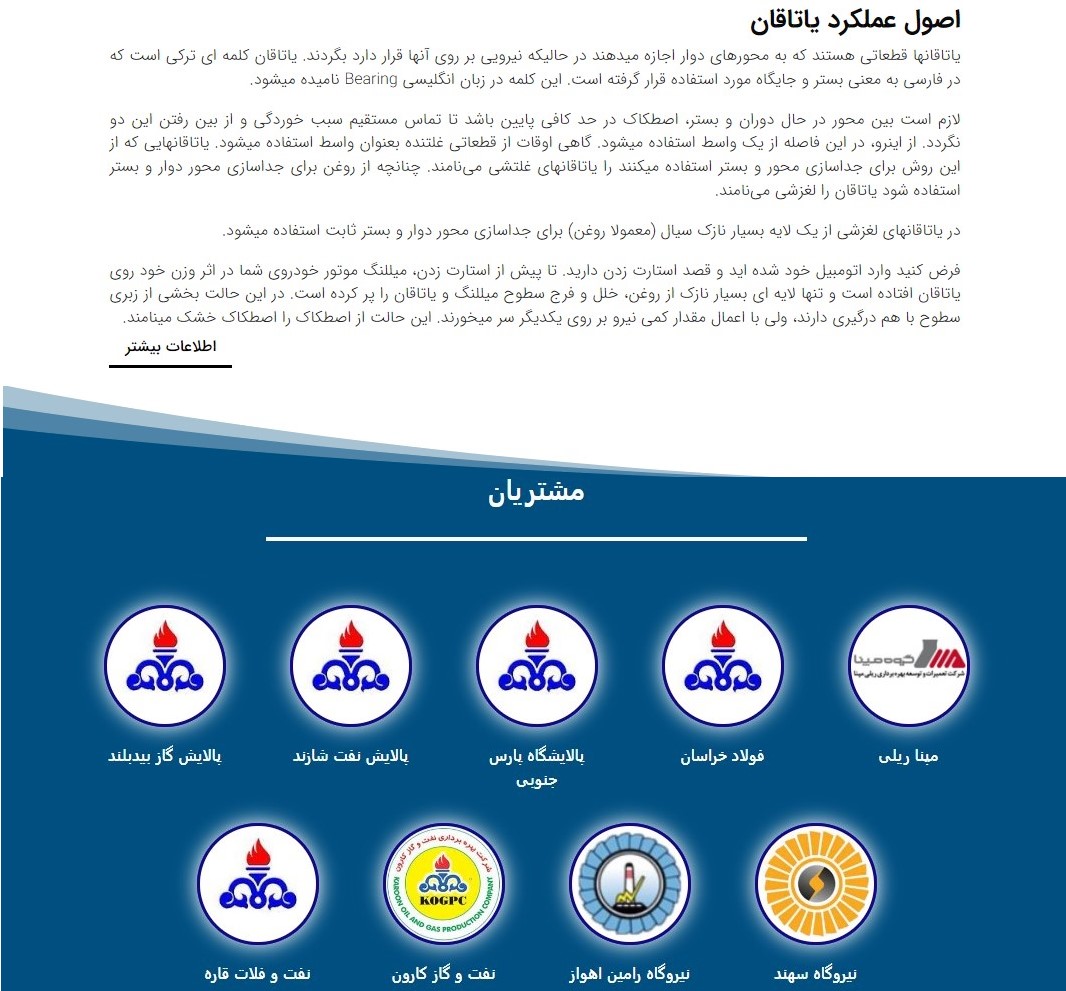 اصول عملکرد یاتاقان
یاتاقانها قطعاتی هستند که به محورهای دوار اجازه میدهند در حالیکه نیرویی بر روی آنها قرار دارد بگردند. یاتاقان کلمه ای ترکی است که
در فارسی به معنی بستر و جایگاه مورد استفاده قرار گرفته است. این کلمه در زبان انگلیسی Bearing نامیده میشود.
لازم است بین محور در حال دوران و بستر، اصطکاک در حد کافی پایین باشد تا تماس مستقیم سبب خوردگی و از بین رفتن این دو
نگردد. از اینرو، در این فاصله از یک واسط استفاده میشود. گاهی اوقات از قطعاتی غلتنده بعنوان واسط استفاده میشود. یاتاقانهایی که از
این روش برای جداسازی محور و بستر استفاده میکنند را یاتاقانهای غلتشی می‌نامند. چنانچه از روغن برای جداسازی محور دوار و بستر
استفاده شود یاتاقان را لغزشی می‌نامند.
در یاتاقانهای لغزشی از یک لایه بسیار نازک سیال (معمولا روغن) برای جداسازی محور دوار و بستر ثابت استفاده میشود.
فرض کنید وارد اتومبیل خود شده اید و قصد استارت زدن دارید. تا پیش از استارت زدن، میللنگ موتور خودروی شما در اثر وزن خود روی
یاتاقان افتاده است و تنها لایه ای بسیار نازک از روغن، خلل و فرج سطوح میللنگ و یاتاقان را پر کرده است. در این حالت بخشی از زبری
سطوح با هم درگیری دارند، ولی با اعمال مقدار کمی نیرو بر روی یکدیگر سر میخورند. این حالت از اصطکاک را اصطکاک خشک مینامند.
اطلاعات بیشتر
مشتریان
گروه مپنا
شرکت تعمیرات و توسعه بهره برداری ریلی مپنا
مپنا ریلی
فولاد خراسان
پالایشگاه پارس
جنوبی
پالایش نفت شازند
پالایش گاز بیدبلند
شرکت بهره برداری نفت و گاز کارون
KOGPC
KAROON OIL AND GAS PRODUCTION COMPANY
نیروگاه سهند
نیروگاه رامین اهواز
نفت و گاز کارون
نفت و فلات قاره